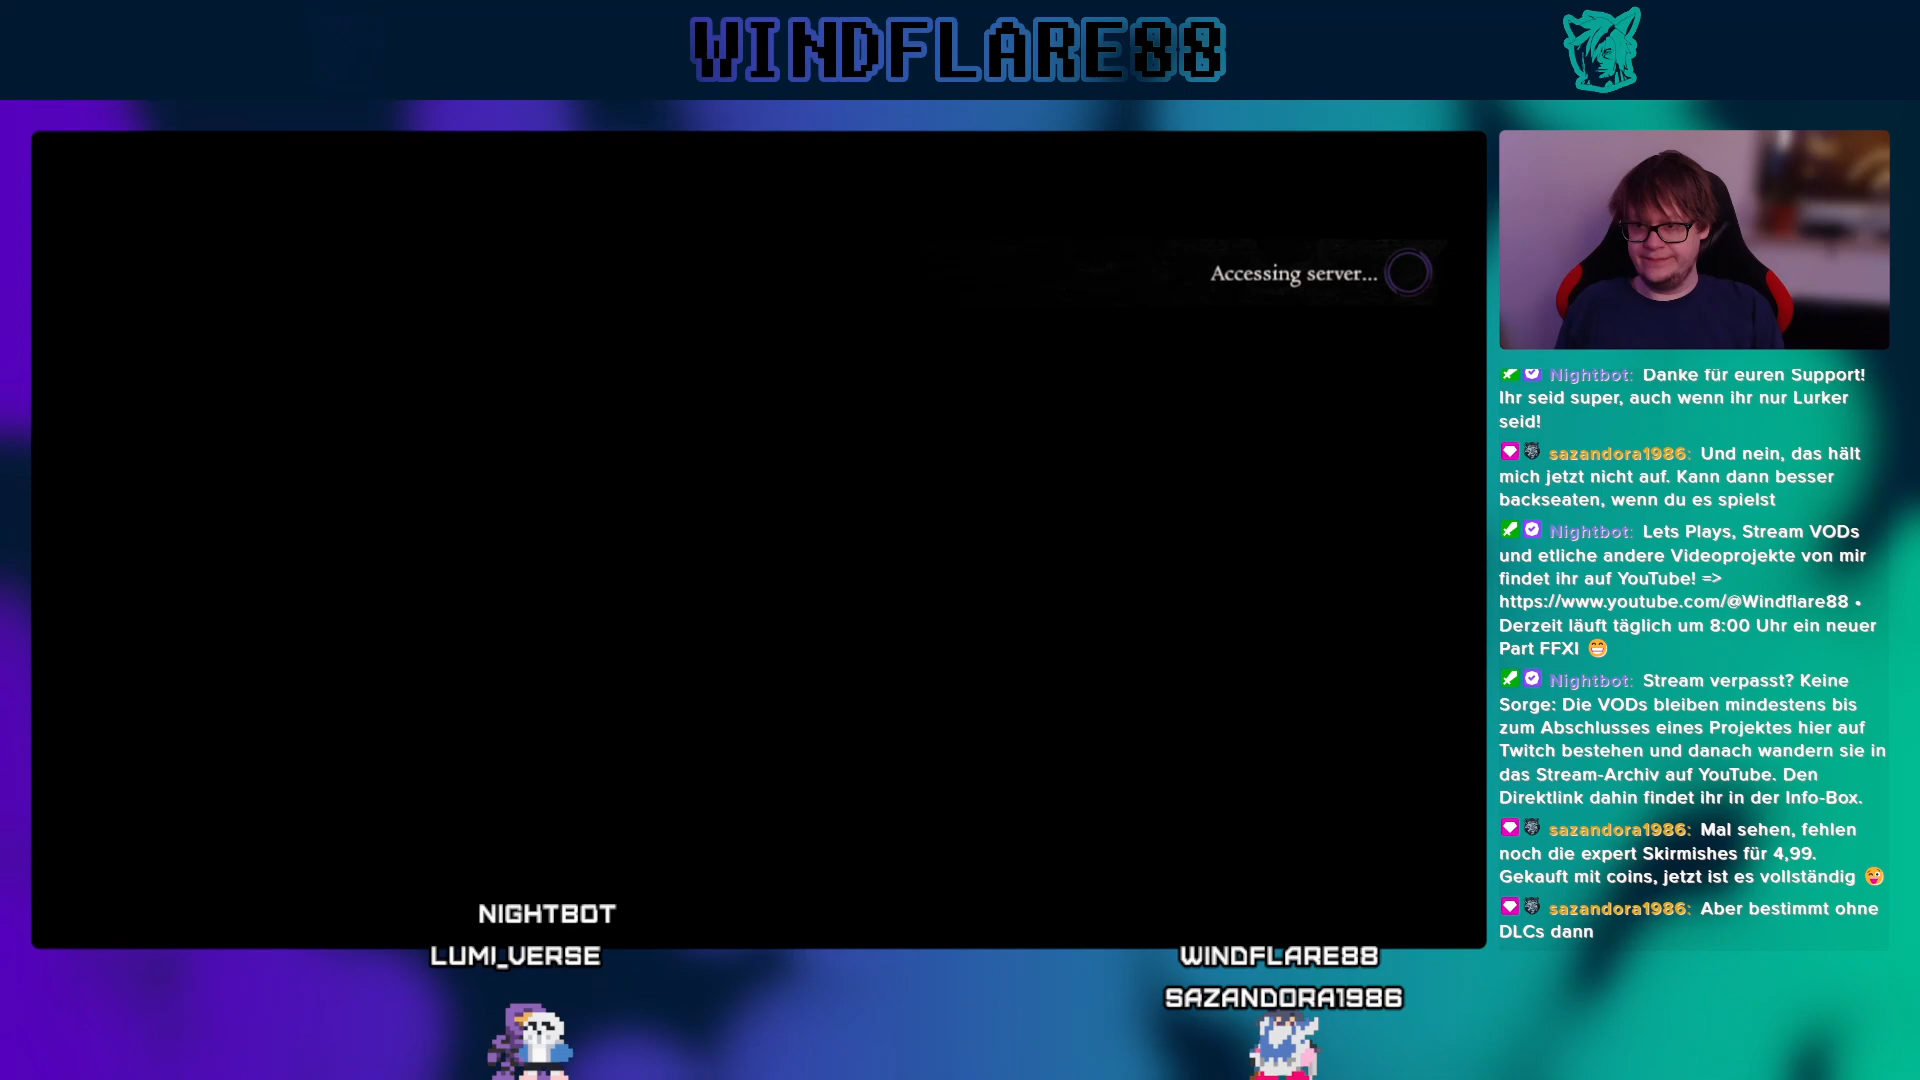 WINDFLARE88
Accessing server...
Nightbot: Danke für euren Support!
Ihr seid super, auch wenn ihr nur Lurker
seid!
sazandora1986: Und nein, das hält
mich jetzt nicht auf. Kann dann besser
backseaten, wenn du es spielst
Nightbot: Lets Plays, Stream VODs
und etliche andere Videoprojekte von mir
findet ihr auf YouTube! =>
https://www.youtube.com/@Windflare88 •
Derzeit läuft täglich um 8:00 Uhr ein neuer
Part FFXI 😁
Nightbot: Stream verpasst? Keine
Sorge: Die VODs bleiben mindestens bis
zum Abschlusses eines Projektes hier auf
Twitch bestehen und danach wandern sie in
das Stream-Archiv auf YouTube. Den
Direktlink dahin findet ihr in der Info-Box.
sazandora1986: Mal sehen, fehlen
noch die expert Skirmishes für 4,99.
Gekauft mit coins, jetzt ist es vollständig 😜
sazandora1986: Aber bestimmt ohne
DLCs dann
NIGHTBOT
LUMI_VERSE
WINDFLARE88
SAZANDORA1986